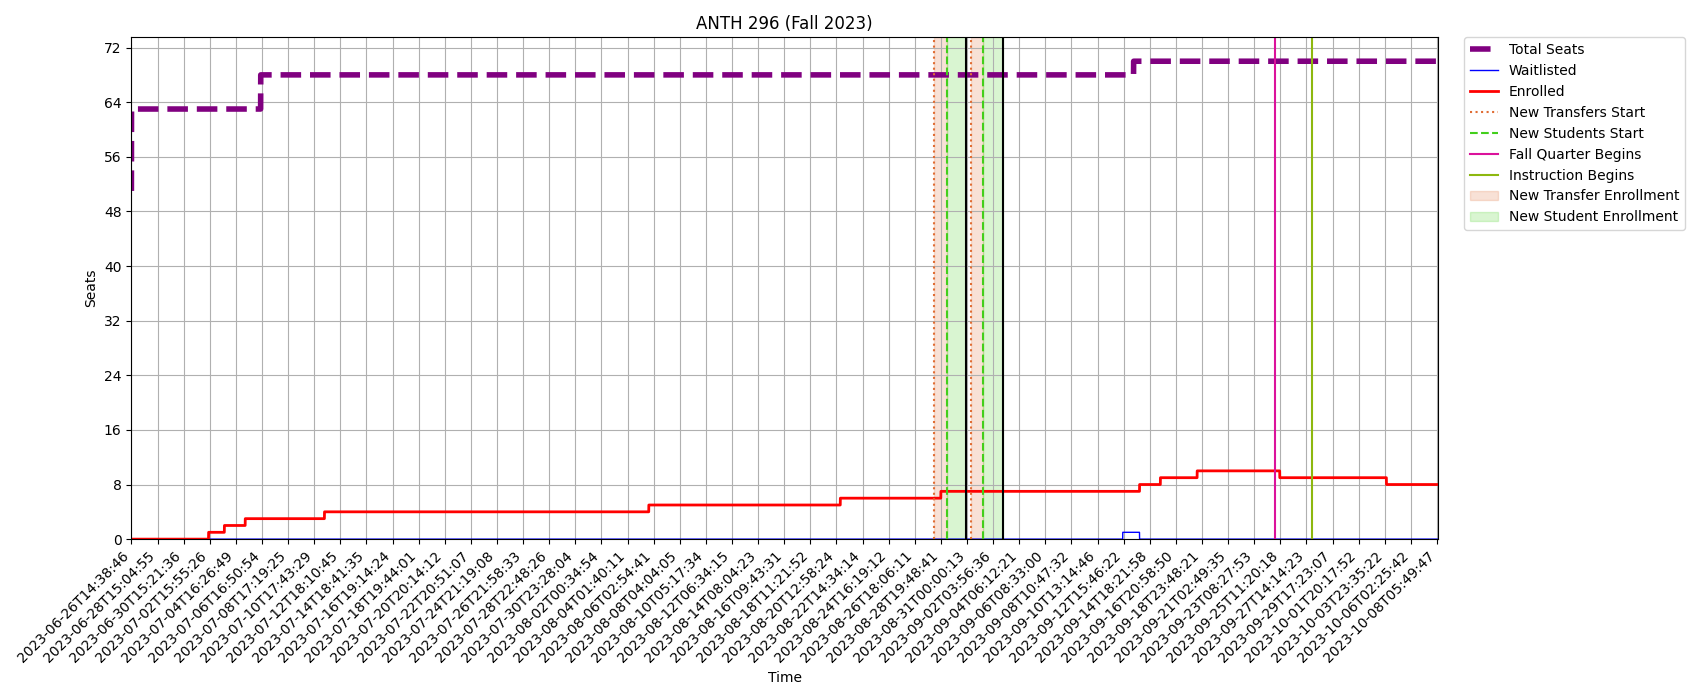 ANTH 296 (Fall 2023)
72
64
56
48
40
32
24
16
8
0
Seats
2023-06-26T14:38:46
2023-06-28T15:04:55
2023-06-30T15:21:36
2023-07-02T15:55:26
2023-07-04T16:26:49
2023-07-06T16:50:54
2023-07-08T17:19:25
2023-07-10T17:43:29
2023-07-12T18:10:45
2023-07-14T18:41:35
2023-07-16T19:14:24
2023-07-18T19:44:01
2023-07-20T20:14:12
2023-07-22T20:51:07
2023-07-24T21:19:08
2023-07-26T21:58:33
2023-07-28T22:48:26
2023-07-30T23:28:04
2023-08-02T00:34:54
2023-08-04T01:40:11
2023-08-06T02:54:41
2023-08-08T04:04:05
2023-08-10T05:17:34
2023-08-12T06:34:15
2023-08-14T08:04:23
2023-08-16T09:43:31
2023-08-18T11:21:52
2023-08-20T12:58:24
2023-08-22T14:34:14
2023-08-24T16:19:12
2023-08-26T18:06:11
2023-08-28T19:48:41
2023-08-31T00:00:13
2023-09-02T03:56:36
2023-09-04T06:12:21
2023-09-06T08:33:00
2023-09-08T10:47:32
2023-09-10T13:14:46
2023-09-12T15:46:22
2023-09-14T18:21:58
2023-09-16T20:58:50
2023-09-18T23:48:21
2023-09-21T02:49:35
2023-09-23T08:27:53
2023-09-25T11:20:18
2023-09-27T14:14:23
2023-09-29T17:23:07
2023-10-01T20:17:52
2023-10-03T23:35:22
2023-10-06T02:25:42
2023-10-08T05:49:47
Time
Total Seats
Waitlisted
Enrolled
New Transfers Start
New Students Start
Fall Quarter Begins
Instruction Begins
New Transfer Enrollment
New Student Enrollment